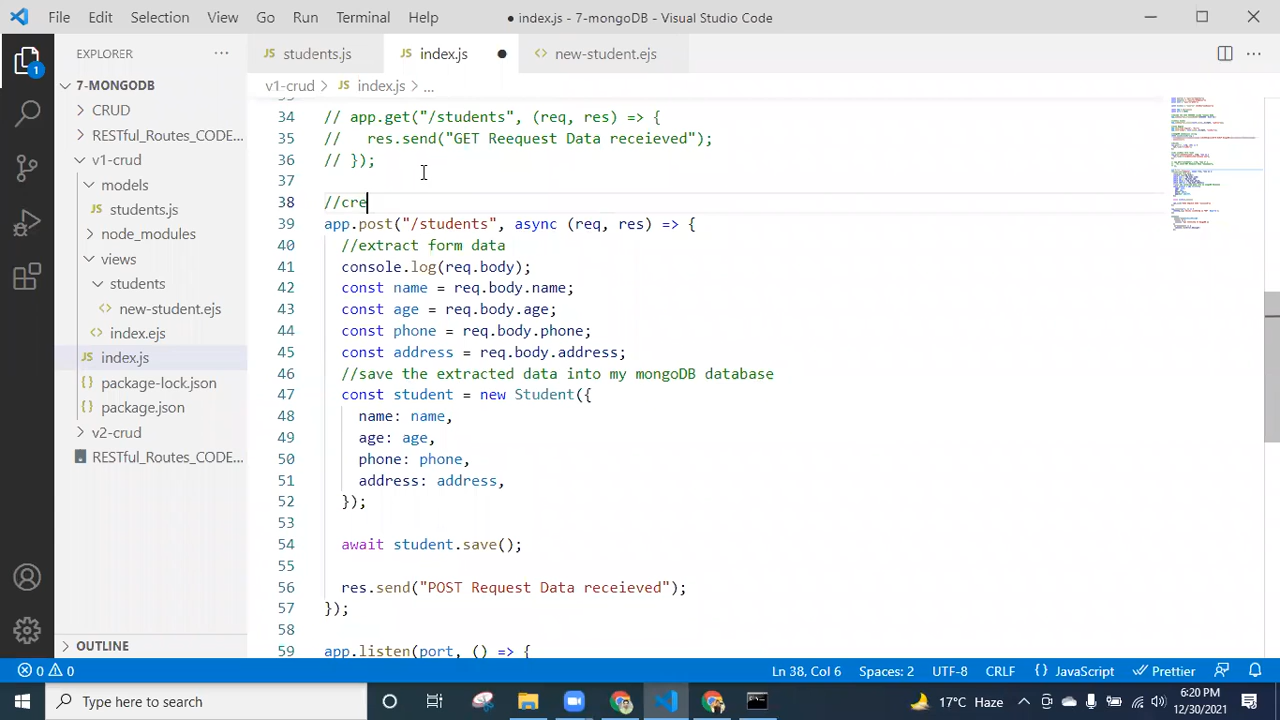 File Edit Selection View Go Run Terminal Help
● index.js - 7-mongoDB - Visual Studio Code
EXPLORER
students.js
index.js
new-student.ejs
7-MONGODB
v1-crud > index.js > ...
CRUD
RESTful_Routes_CODE...
v1-crud
models
students.js
node_modules
views
students
new-student.ejs
index.ejs
index.js
package-lock.json
package.json
v2-crud
RESTful_Routes_CODE...
OUTLINE
34 app.get("/students", (req, res) =>
35 res.send("GET request has received");
36 // });
37
38 //cre
post("/students", async (req, res) => {
40 //extract form data
41 console.log(req.body);
42 const name = req.body.name;
43 const age = req.body.age;
44 const phone = req.body.phone;
45 const address = req.body.address;
46 //save the extracted data into my mongoDB database
47 const student = new Student({
48 name: name,
49 age: age,
50 phone: phone,
51 address: address,
52 });
53
54 await student.save();
55
56 res.send("POST Request Data receieved");
57 });
58
59 app.listen(port, () => {
0 0
Ln 38, Col 6 Spaces: 2 UTF-8 CRLF JavaScript Prettier
Type here to search
17°C Haze
6:20 PM
12/30/2021
1